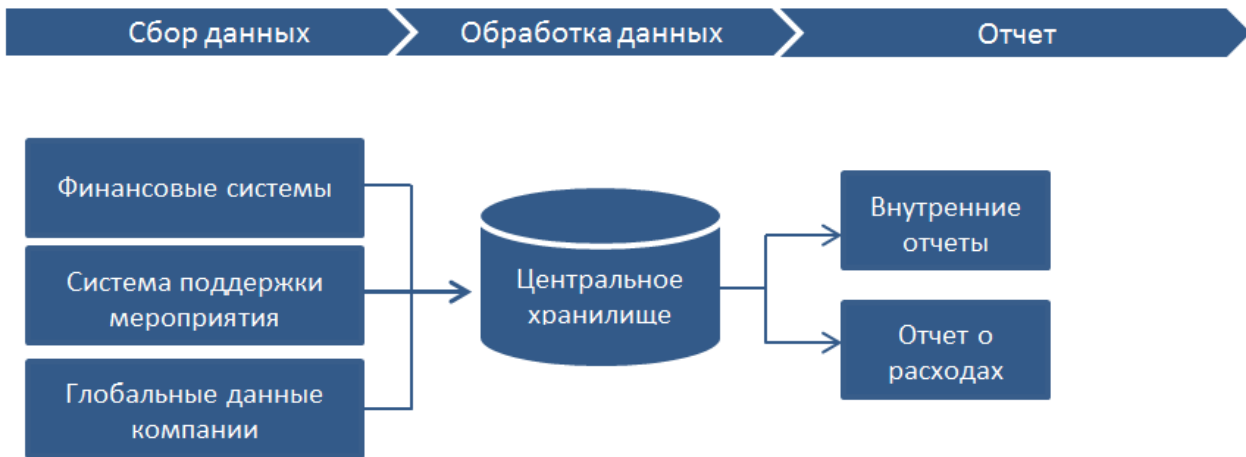 Сбор данных
Обработка данных
Отчет
Финансовые системы
Система поддержки
мероприятия
Глобальные данные
компании
Центральное
хранилище
Внутренние
отчеты
Отчет о
расходах